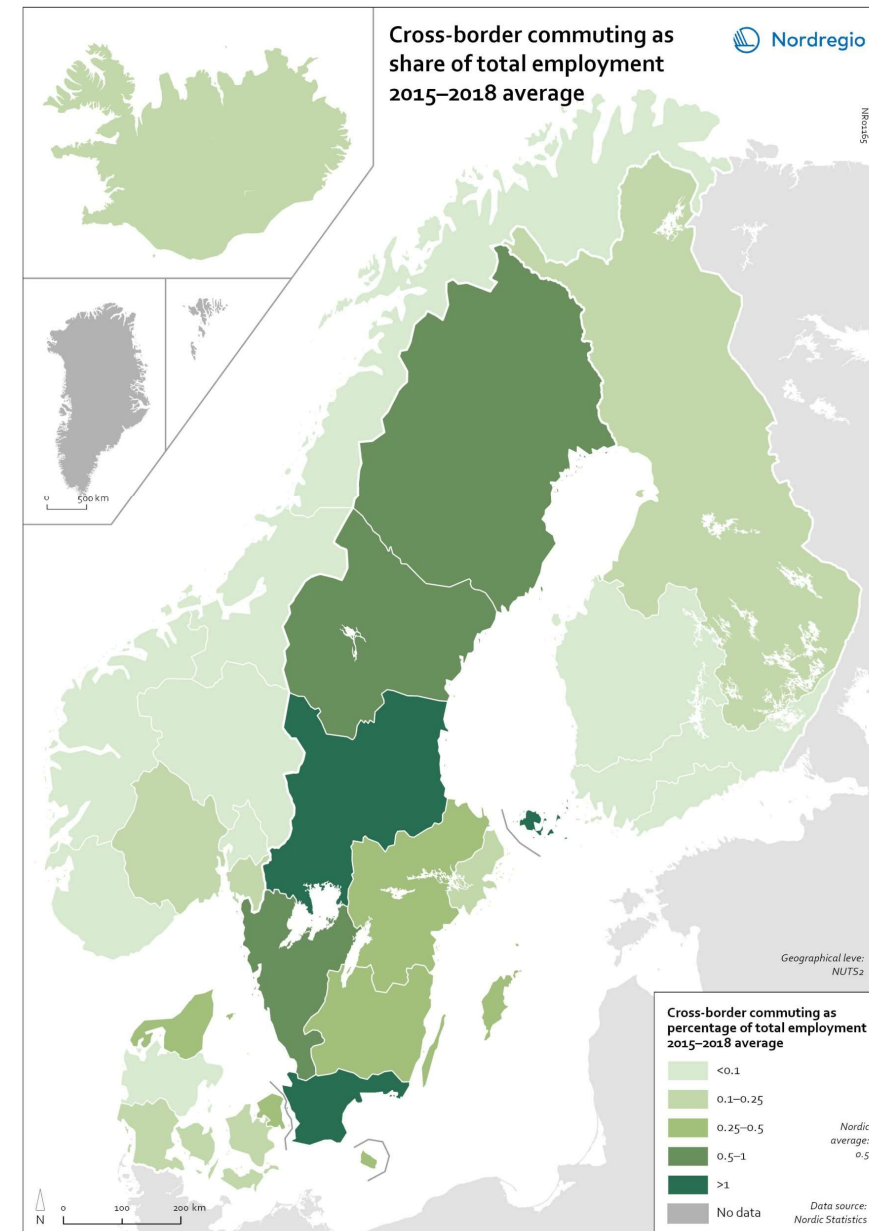 Cross-border commuting as
share of total employment
2015–2018 average
Nordregio
NR01165
0 500 km
Geographical leve:
NUTS2
Cross-border commuting as
percentage of total employment
2015–2018 average
<0.1
0.1–0.25
0.25–0.5
0.5–1
>1
No data
Nordic
average:
0.5
Data source:
Nordic Statistics
N
0 100 200 km